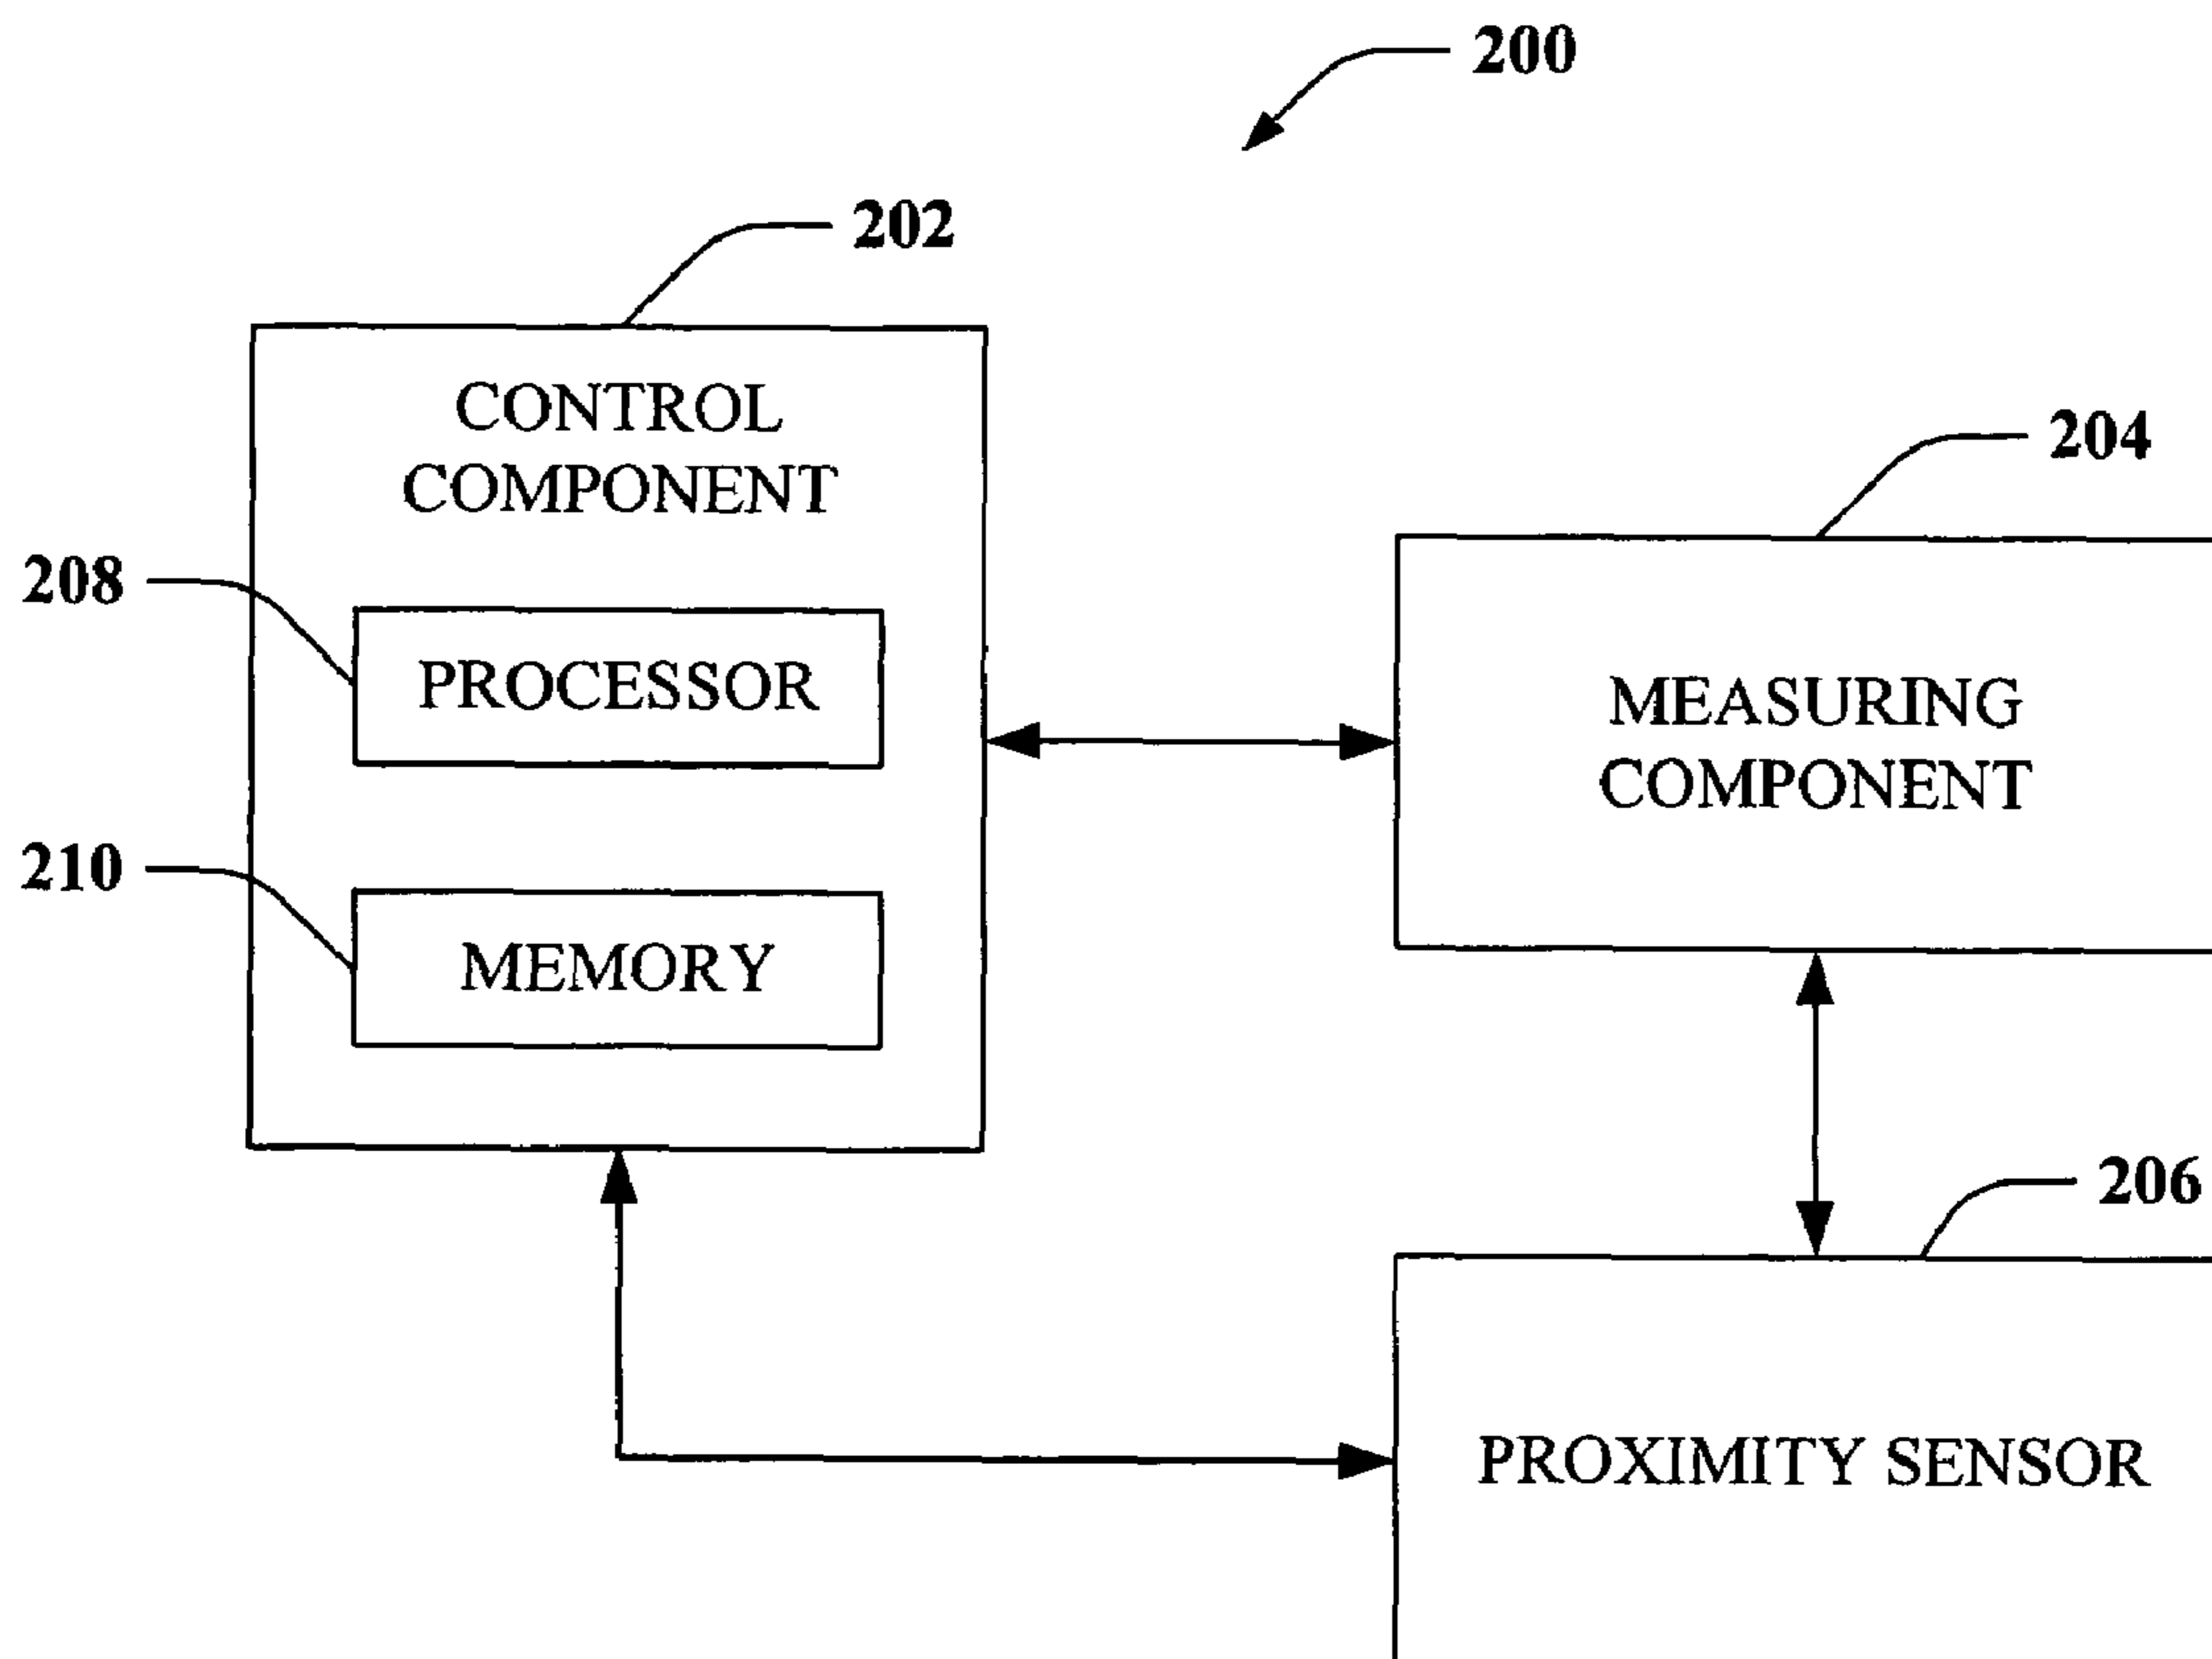 200
202
CONTROL
COMPONENT
204
208
PROCESSOR
MEASURING
COMPONENT
210
MEMORY
206
PROXIMITY SENSOR